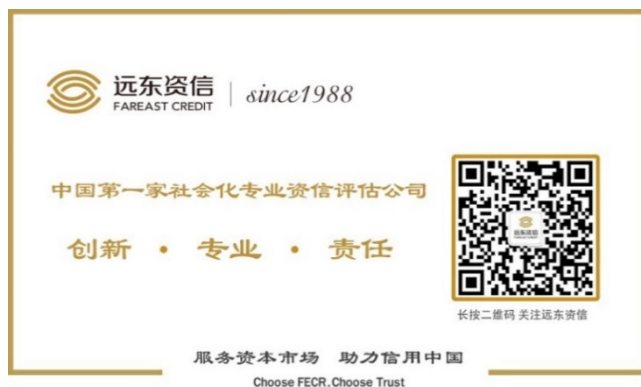 远东资信
FAREAST CREDIT
since1988
中国第一家社会化专业资信评估公司
创新 · 专业 · 责任
远东资信
FAREAST CREDIT
长按二维码 关注远东资信
服务资本市场 助力信用中国
Choose FECR.Choose Trust